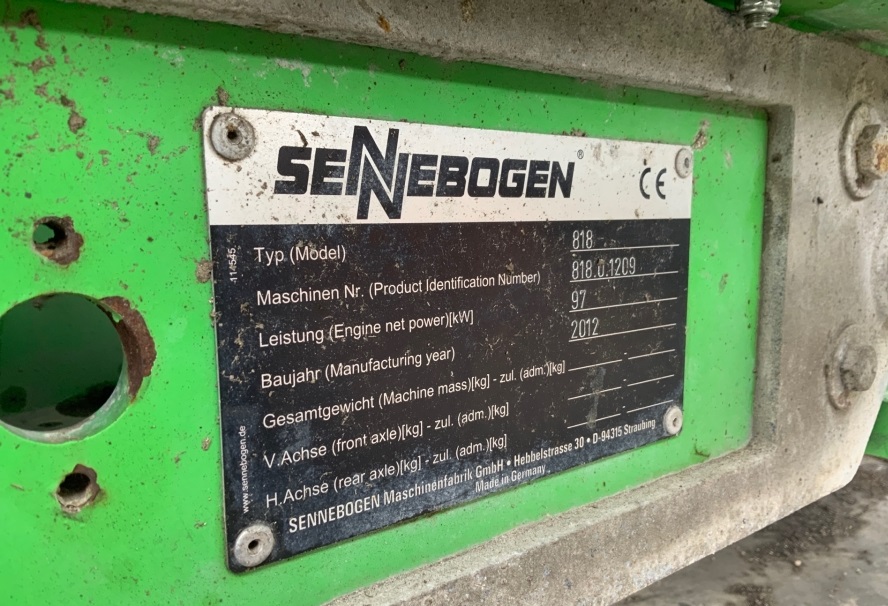 SENNEBOGEN®
CE
Typ (Model) 818
Maschinen Nr. (Product Identification Number) 818.0.1209
Leistung (Engine net power)[kW] 97
Baujahr (Manufacturing year) 2012
Gesamtgewicht (Machine mass)[kg] - zul. (adm.)[kg] -
V.Achse (front axle)[kg] - zul. (adm.)[kg] -
H.Achse (rear axle)[kg] - zul. (adm.)[kg] -
SENNEBOGEN Maschinenfabrik GmbH • Hebbelstrasse 30 • D-94315 Straubing
Made in Germany
www.sennebogen.de